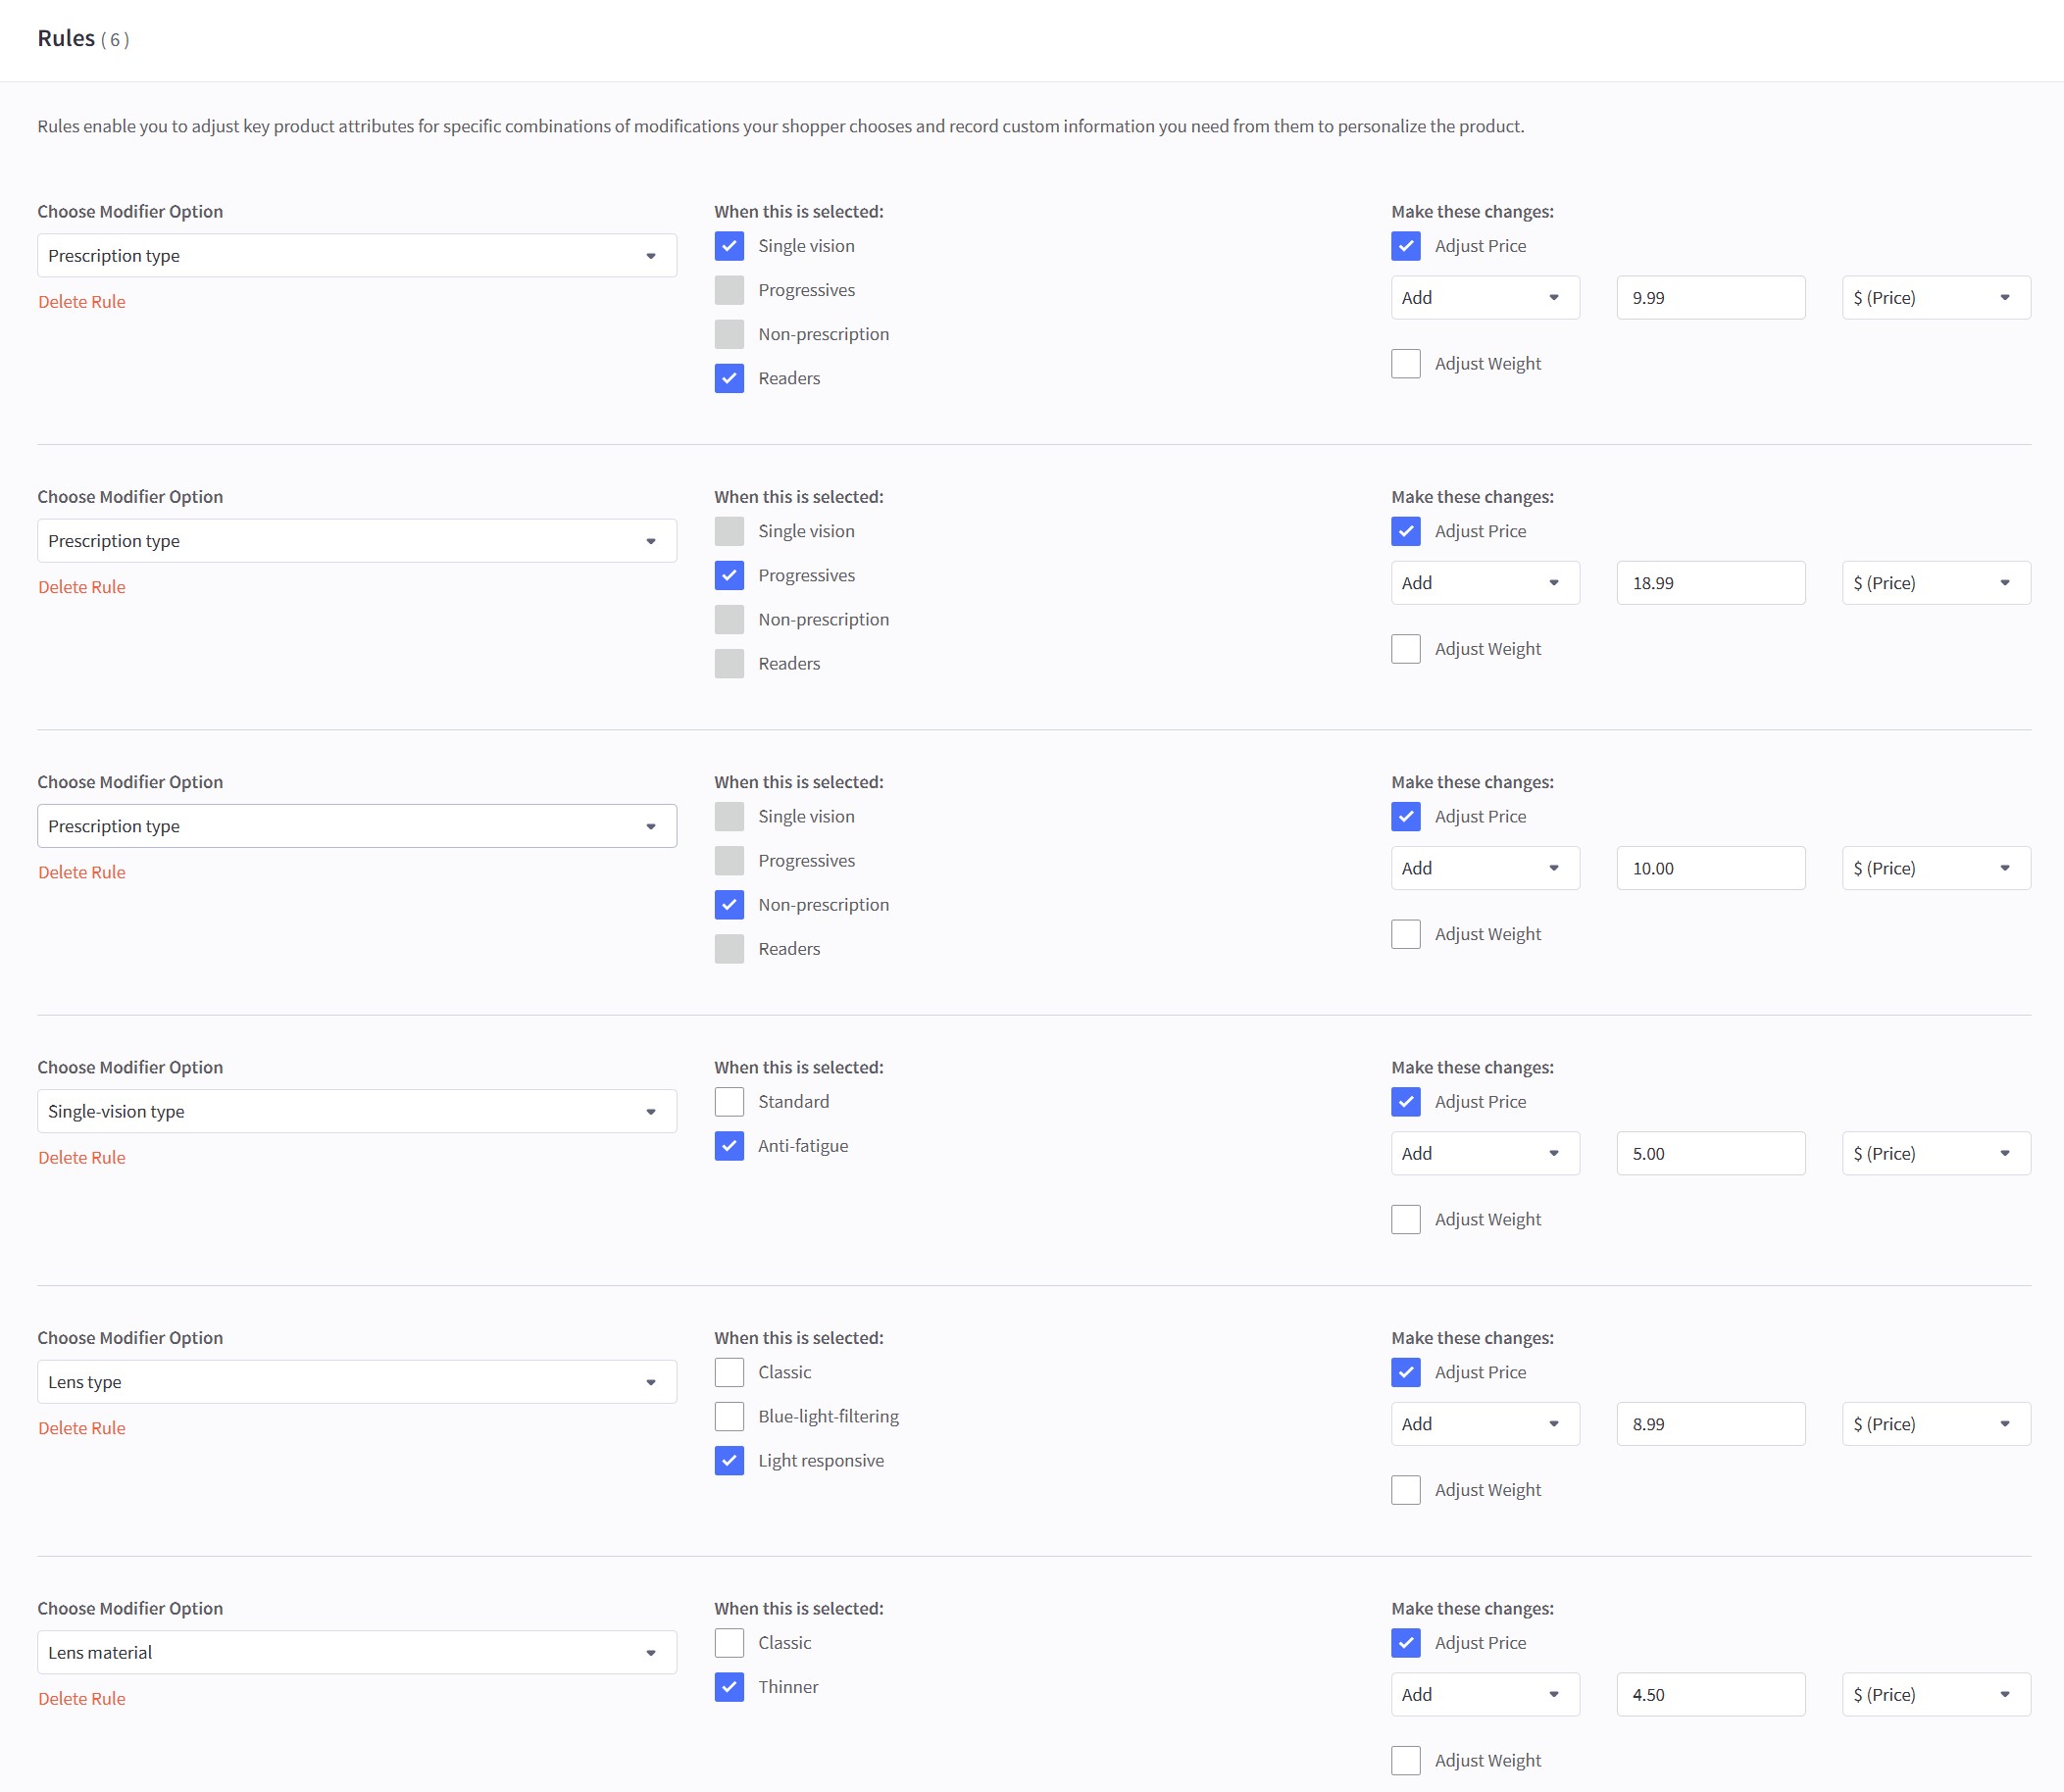 Rules ( 6 )
Rules enable you to adjust key product attributes for specific combinations of modifications your shopper chooses and record custom information you need from them to personalize the product.
Choose Modifier Option
Prescription type
Delete Rule
When this is selected:
Single vision
Progressives
Non-prescription
Readers
Make these changes:
Adjust Price
Add 9.99 $ (Price)
Adjust Weight
Choose Modifier Option
Prescription type
Delete Rule
When this is selected:
Single vision
Progressives
Non-prescription
Readers
Make these changes:
Adjust Price
Add 18.99 $ (Price)
Adjust Weight
Choose Modifier Option
Prescription type
Delete Rule
When this is selected:
Single vision
Progressives
Non-prescription
Readers
Make these changes:
Adjust Price
Add 10.00 $ (Price)
Adjust Weight
Choose Modifier Option
Single-vision type
Delete Rule
When this is selected:
Standard
Anti-fatigue
Make these changes:
Adjust Price
Add 5.00 $ (Price)
Adjust Weight
Choose Modifier Option
Lens type
Delete Rule
When this is selected:
Classic
Blue-light-filtering
Light responsive
Make these changes:
Adjust Price
Add 8.99 $ (Price)
Adjust Weight
Choose Modifier Option
Lens material
Delete Rule
When this is selected:
Classic
Thinner
Make these changes:
Adjust Price
Add 4.50 $ (Price)
Adjust Weight